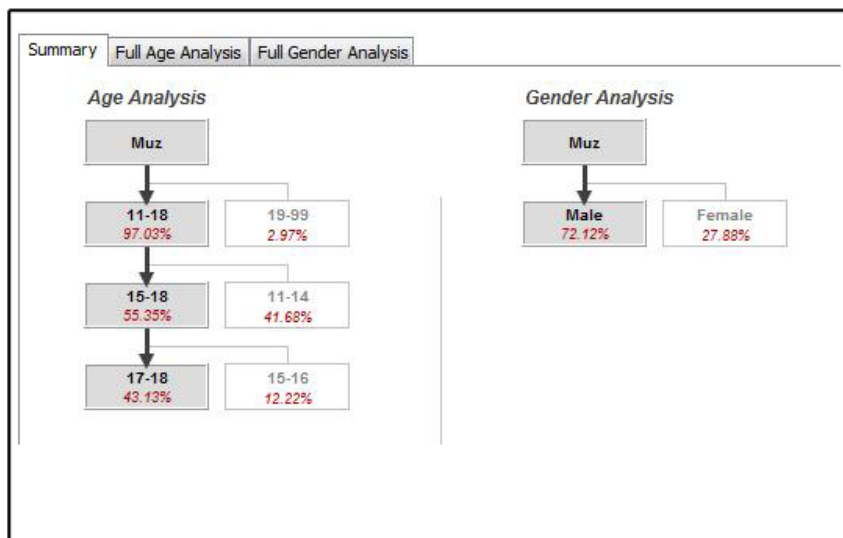 Summary
Full Age Analysis
Full Gender Analysis
Age Analysis
Muz
11-18
97.03%
19-99
2.97%
15-18
55.35%
11-14
41.68%
17-18
43.13%
15-16
12.22%
Gender Analysis
Muz
Male
72.12%
Female
27.88%